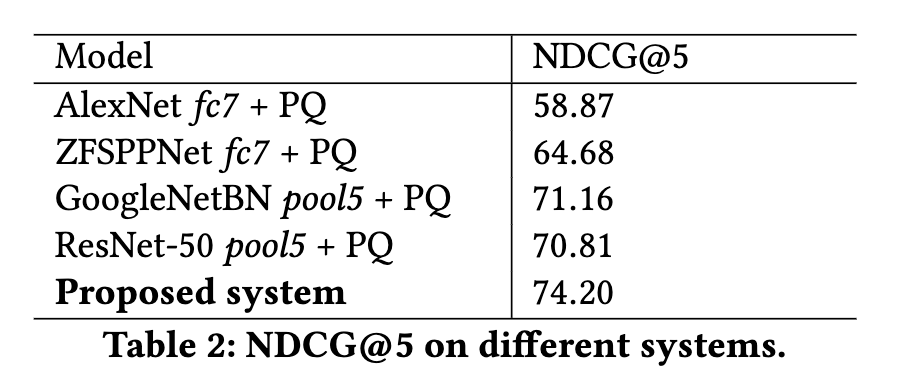 Model NDCG@5
AlexNet fc7 + PQ 58.87
ZFSPPNet fc7 + PQ 64.68
GoogleNetBN pool5 + PQ 71.16
ResNet-50 pool5 + PQ 70.81
Proposed system 74.20
Table 2: NDCG@5 on different systems.